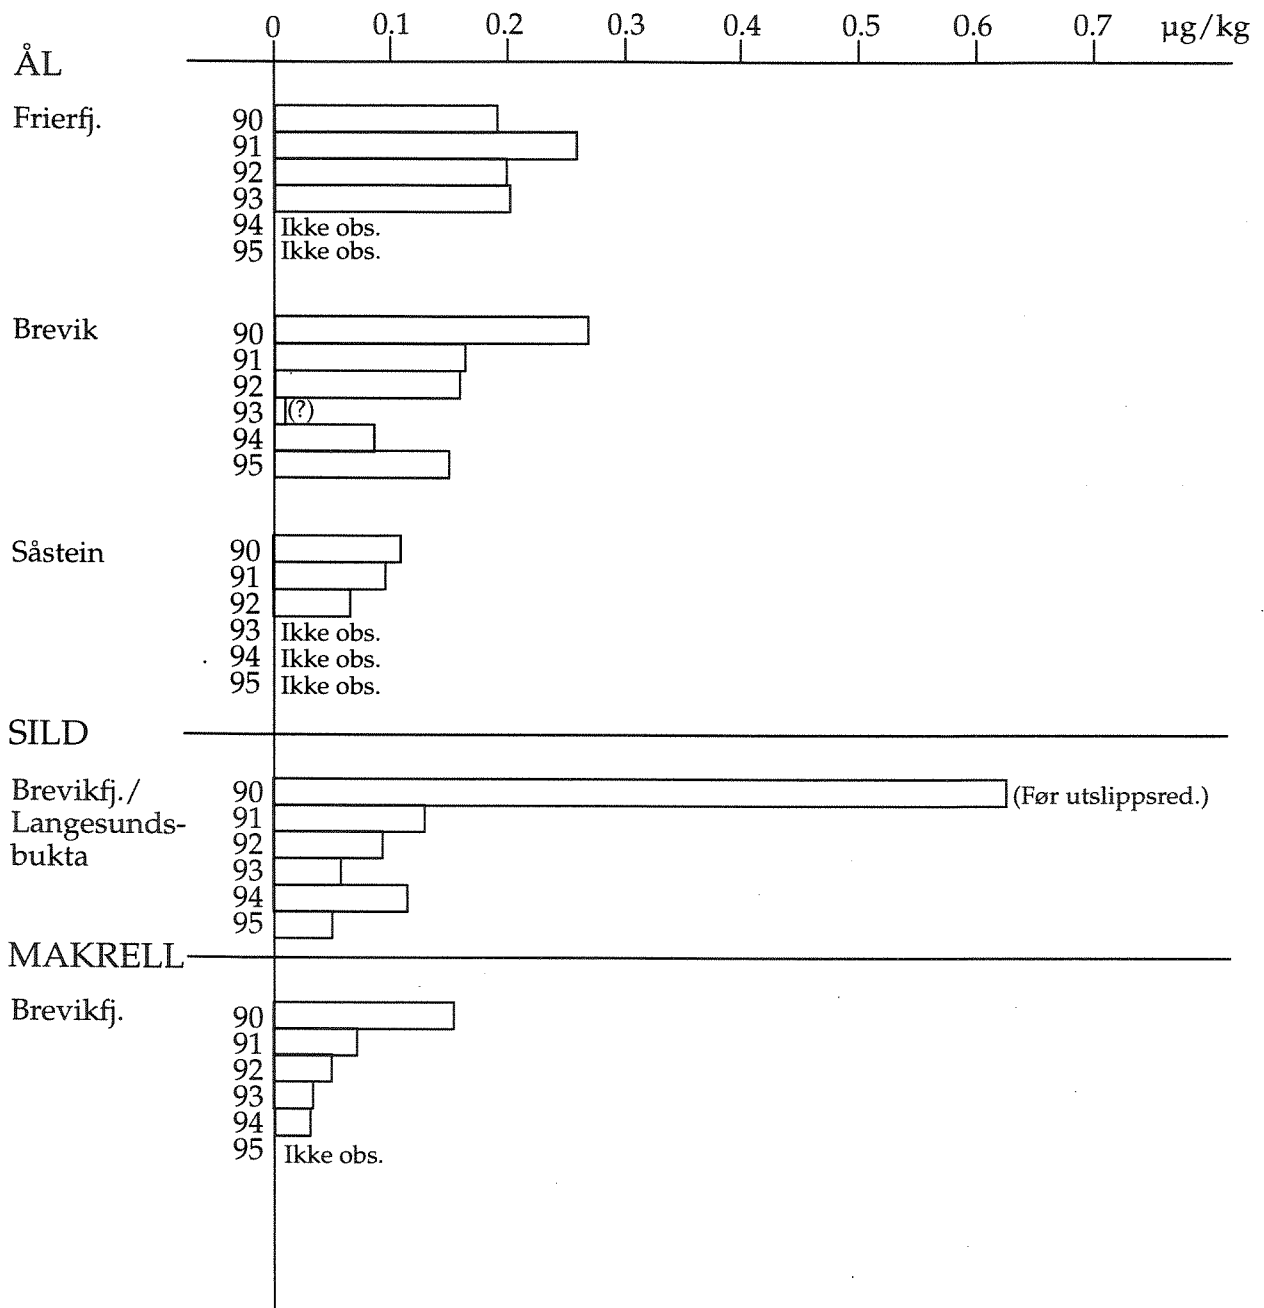 0 0.1 0.2 0.3 0.4 0.5 0.6 0.7 µg/kg
ÅL
Frierfj. 90
91
92
93
94 Ikke obs.
95 Ikke obs.
Brevik 90
91
92
93 (?)
94
95
Såstein 90
91
92
93 Ikke obs.
94 Ikke obs.
95 Ikke obs.
SILD
Brevikfj./ 90 (Før utslippsred.)
Langesunds- 91
bukta 92
93
94
95
MAKRELL
Brevikfj. 90
91
92
93
94
95 Ikke obs.